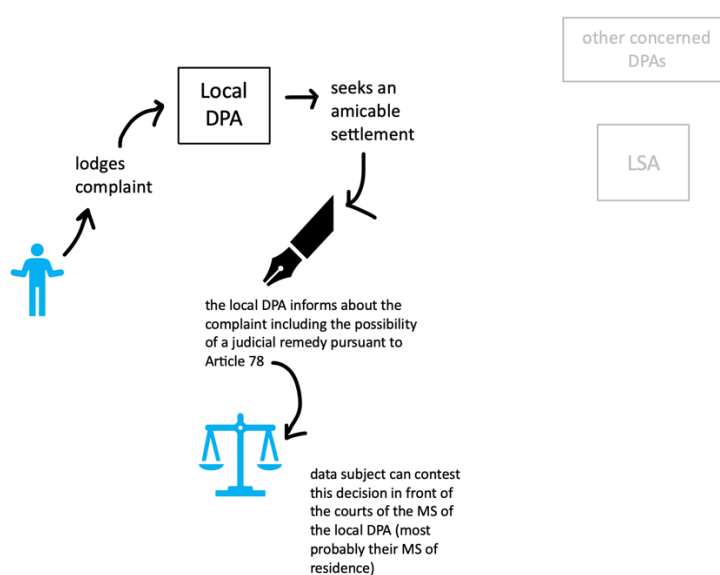 other concerned
DPAs
Local
DPA
seeks an
amicable
settlement
lodges
complaint
LSA
the local DPA informs about the
complaint including the possibility
of a judicial remedy pursuant to
Article 78
data subject can contest
this decision in front of
the courts of the MS of
the local DPA (most
probably their MS of
residence)